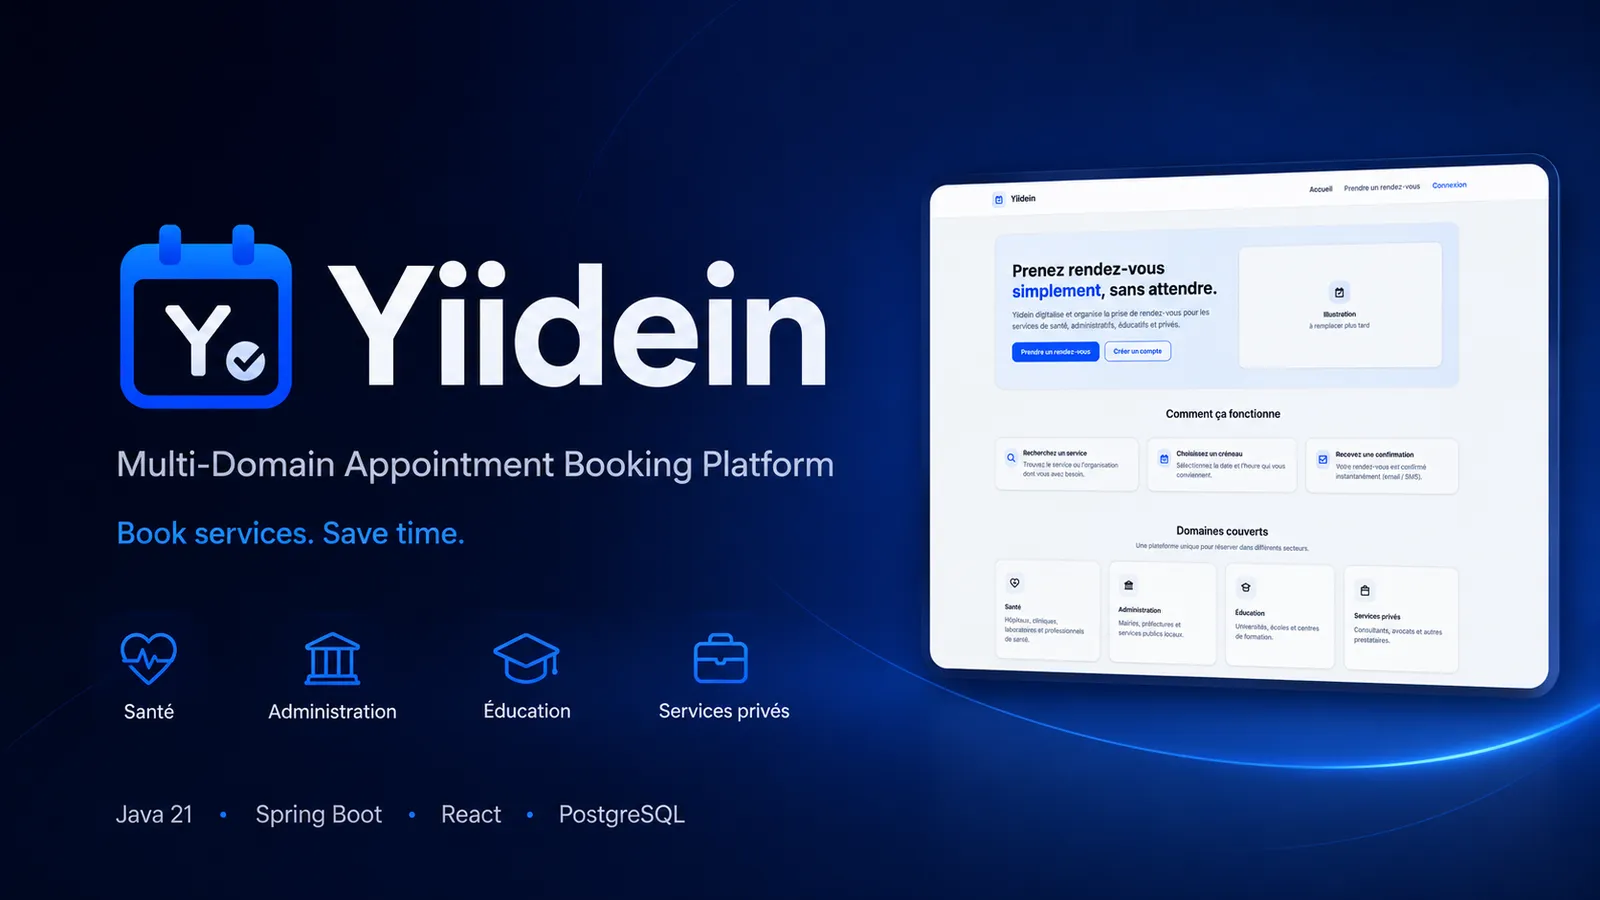 Y
Yiidein
Multi-Domain Appointment Booking Platform
Book services. Save time.
Santé
Administration
Éducation
Services privés
Java 21 • Spring Boot • React • PostgreSQL
Yiidein
Accueil
Prendre un rendez-vous
Connexion
Prenez rendez-vous
simplement, sans attendre.
Yiidein digitalise et organise la prise de rendez-vous pour les
services de santé, administratifs, éducatifs et privés.
Prendre un rendez-vous
Créer un compte
Illustration
à remplacer plus tard
Comment ça fonctionne
Recherchez un service
Trouvez le service ou l'organisation
dont vous avez besoin.
Choisissez un créneau
Sélectionnez la date et l'heure qui vous
conviennent.
Recevez une confirmation
Votre rendez-vous est confirmé
instantanément (email / SMS).
Domaines couverts
Une plateforme unique pour réserver dans différents secteurs.
Santé
Hôpitaux, cliniques,
laboratoires et professionnels
de santé.
Administration
Mairies, préfectures et
services publics locaux.
Éducation
Universités, écoles et centres
de formation.
Services privés
Consultants, avocats et autres
prestataires.